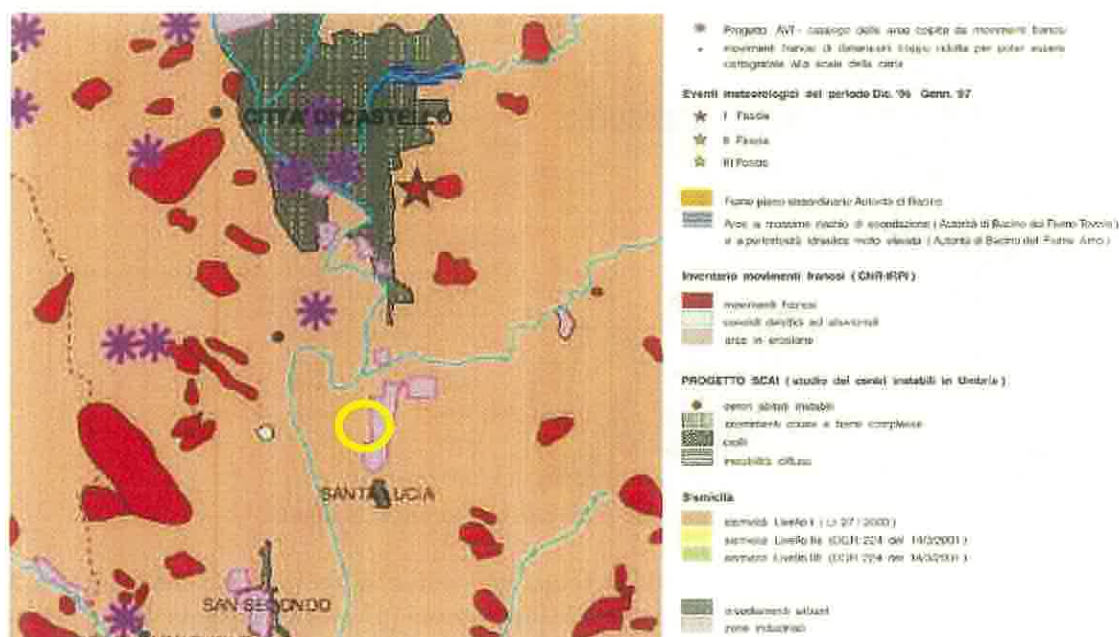 CITTA' DI CASTELLO
SANTA LUCIA
SAN SECONDO
Progetto AVI - catalogo delle aree colpite da movimenti franosi
movimenti franosi di dimensioni troppo ridotte per poter essere
cartografate alla scala della carta
Eventi meteorologici del periodo Dic. '96 Genn. '97
I Fascia
II Fascia
III Fascia
Fiume piano straordinario Autorità di Bacino
Aree a massimo rischio di esondazione (Autorità di Bacino del Fiume Tevere)
e a pericolosità idraulica molto elevata (Autorità di Bacino del Fiume Arno)
Inventario movimenti franosi (CNR-IRPI)
movimenti franosi
conoidi detritici ed alluvionali
aree in erosione
PROGETTO SCAI (studio dei centri instabili in Umbria)
centri abitati instabili
scorrimenti colate e forme complesse
crolli
instabilità diffusa
Sismicità
sismicità Livello I (
sismicità Livello IIa (DGR 224 del 14/3/2001)
sismicità Livello IIb (DGR 224 del 14/3/2001)
insediamenti urbani
zone industriali